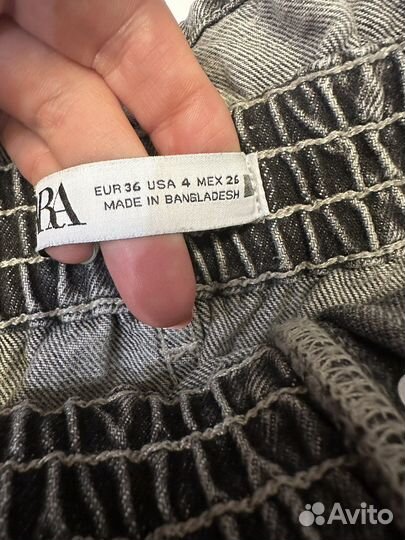 RA
EUR 36 USA 4 MEX 26
MADE IN BANGLADESH
Avito